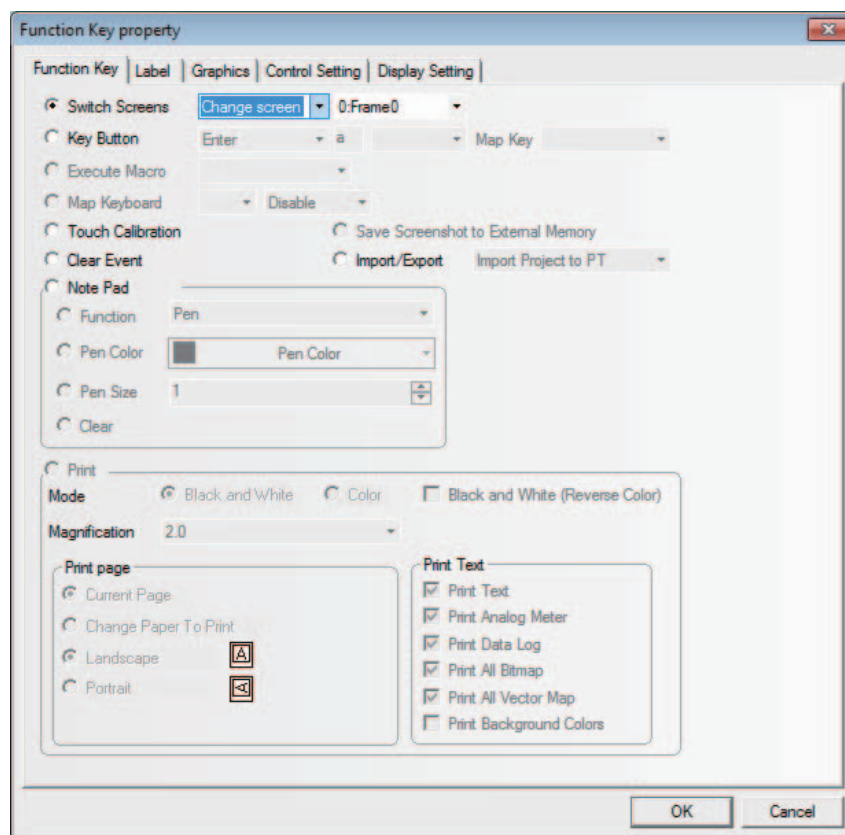 Function Key property
Function Key Label Graphics Control Setting Display Setting
Switch Screens Change screen 0:Frame0
Key Button Enter a Map Key
Execute Macro
Map Keyboard Disable
Touch Calibration Save Screenshot to External Memory
Clear Event Import/Export Import Project to PT
Note Pad
Function Pen
Pen Color Pen Color
Pen Size 1
Clear
Print
Mode Black and White Color Black and White (Reverse Color)
Magnification 2.0
Print page Print Text
Current Page Print Text
Change Paper To Print Print Analog Meter
Print Data Log
Landscape A Print All Bitmap
Portrait A Print All Vector Map
Print Background Colors
OK Cancel